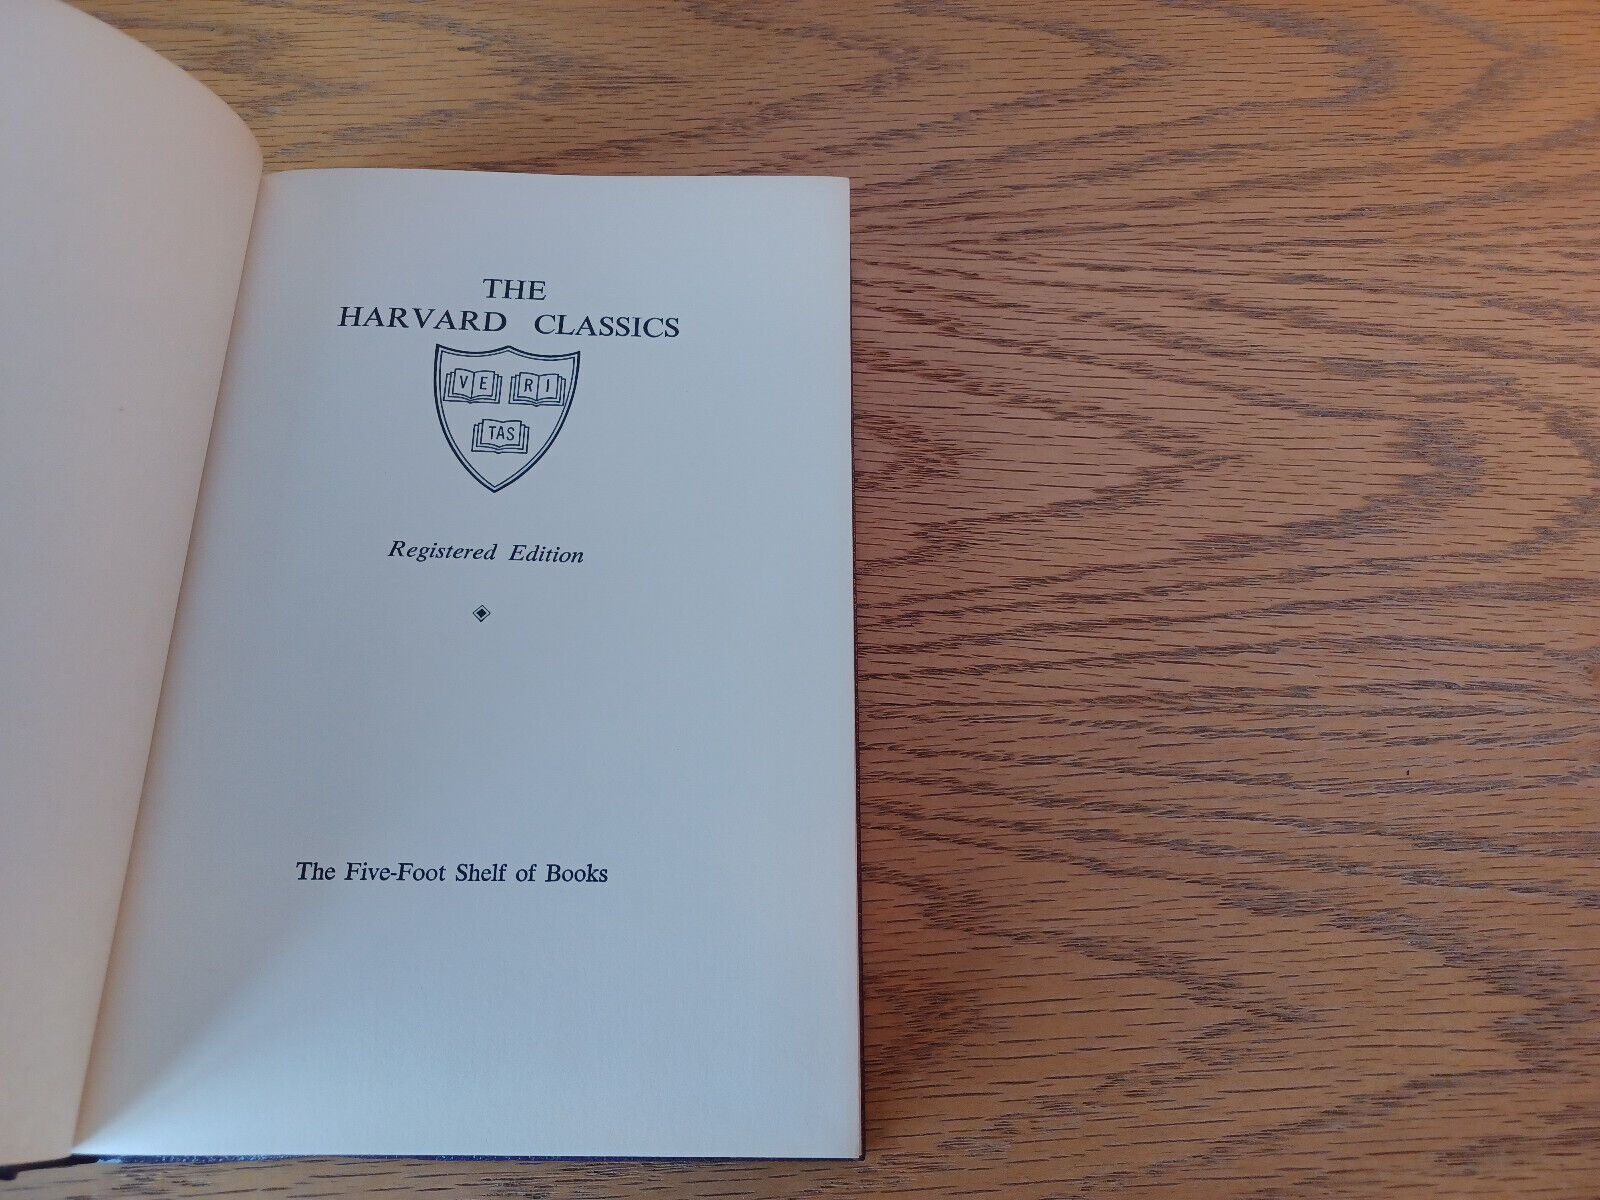 THE
HARVARD CLASSICS
VE RI
TAS
Registered Edition
The Five-Foot Shelf of Books